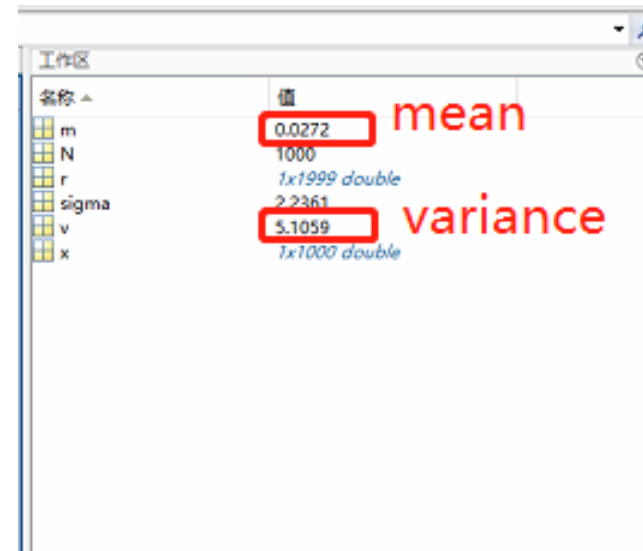 工作区
名称 值
m 0.0272 mean
N 1000
r 1x1999 double
sigma 2.2361
v 5.1059 variance
x 1x1000 double